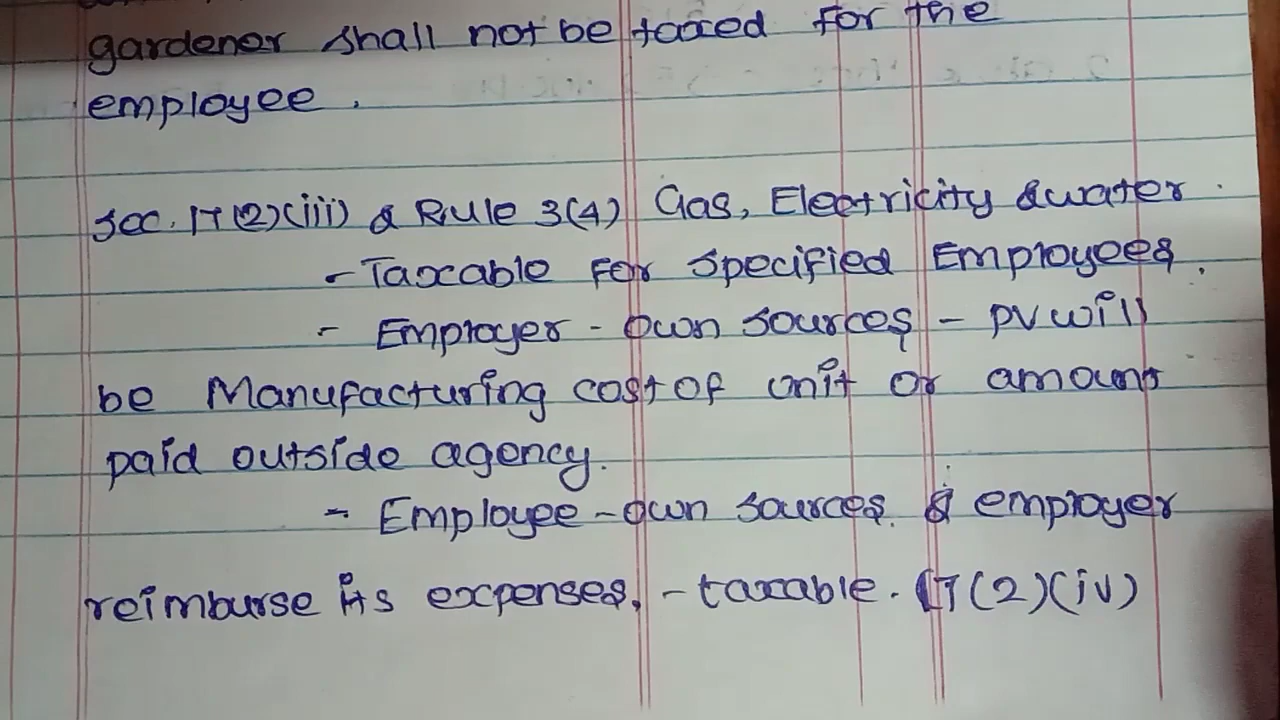 gardener shall not be taxed for the
employee.
Sec. 17(2)(iii) & Rule 3(4) Gas, Electricity & water.
- Taxable for specified Employees.
- Employer - own sources - PV will
be Manufacturing cost of unit or amount
paid outside agency.
- Employee - own sources. & employer
reimburse its expenses, - taxable. 17(2)(iv)